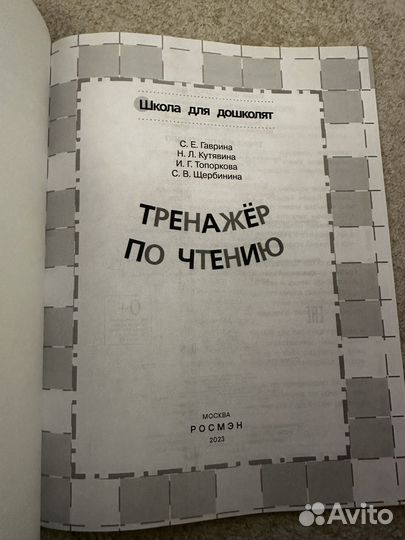 Школа для дошколят
С. Е. Гаврина
Н. Л. Кутявина
И. Г. Топоркова
С. В. Щербинина
ТРЕНАЖЁР
ПО ЧТЕНИЮ
МОСКВА
РОСМЭН
2023
Avito